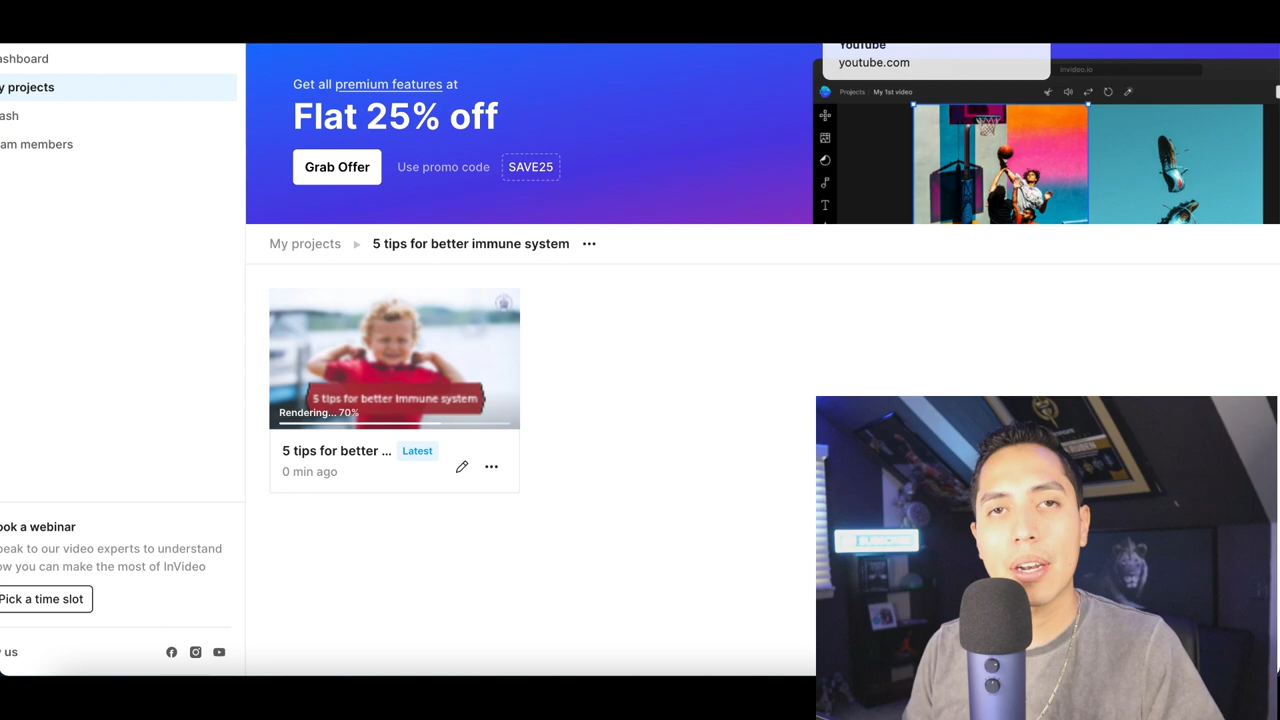 ashboard
y projects
ash
am members
Get all premium features at
Flat 25% off
Grab Offer
Use promo code
SAVE25
YouTube
youtube.com
invideo.io
Projects
My 1st video
My projects
5 tips for better immune system
5 tips for better Immune system
Rendering... 70%
5 tips for better ...
Latest
0 min ago
ook a webinar
peak to our video experts to understand
ow you can make the most of InVideo
Pick a time slot
w us